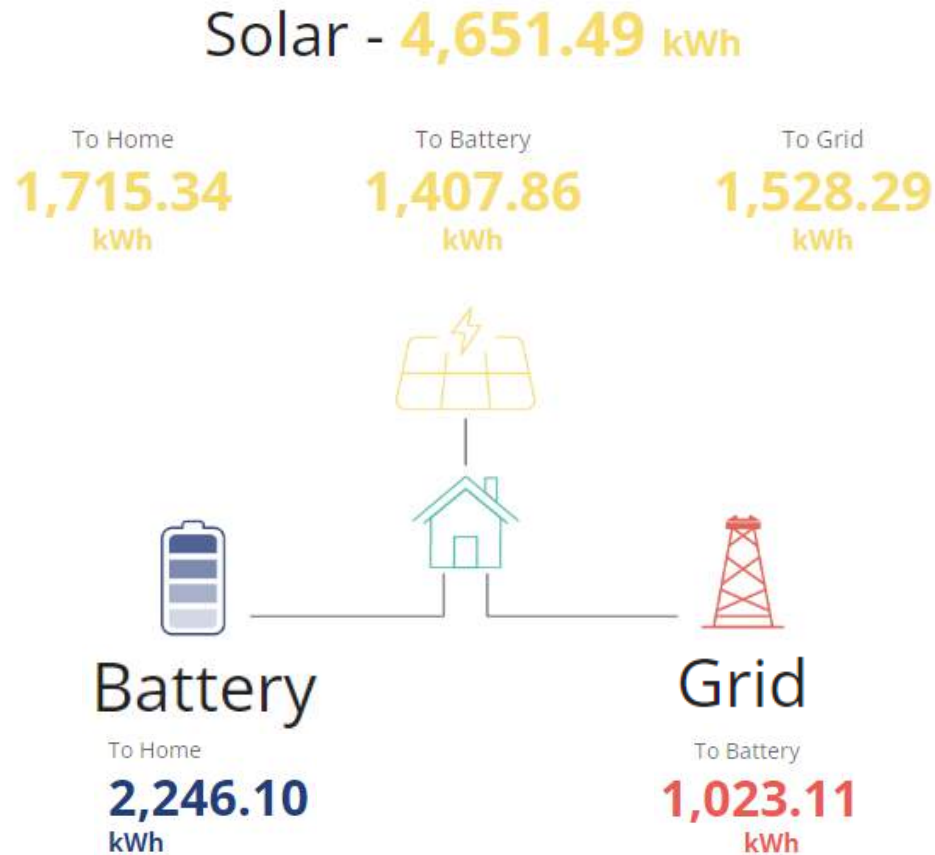 Solar - 4,651.49 kWh
To Home
1,715.34
kWh
To Battery
1,407.86
kWh
To Grid
1,528.29
kWh
Battery
To Home
2,246.10
kWh
Grid
To Battery
1,023.11
kWh